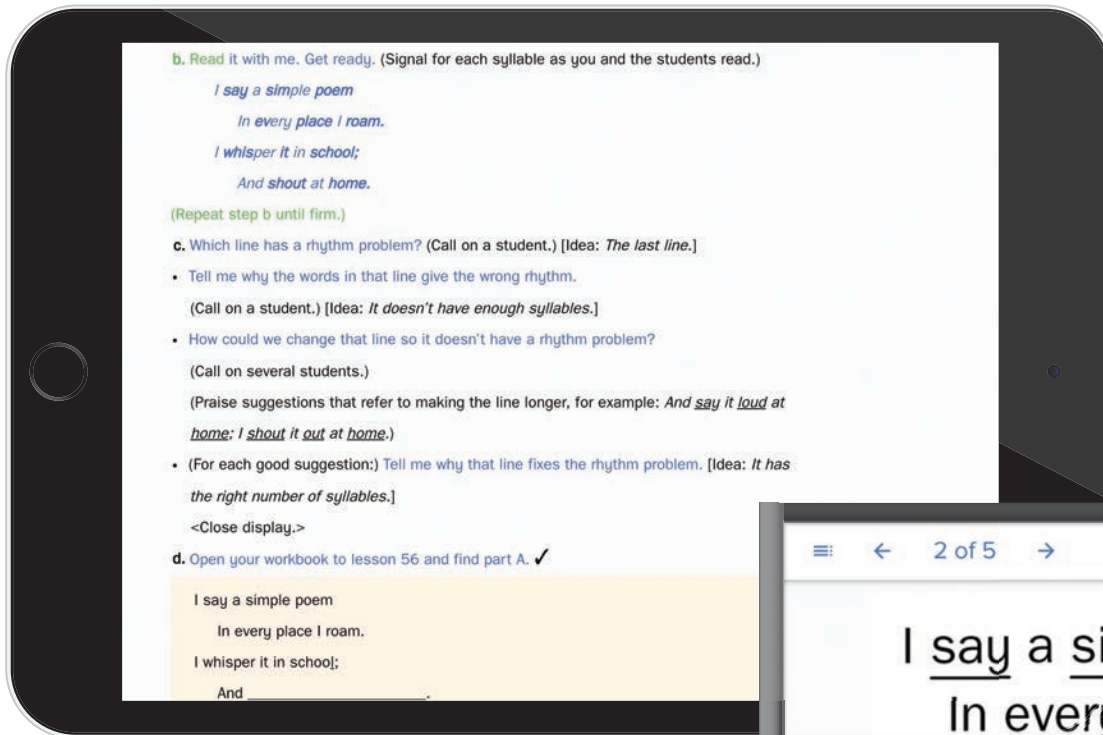 b. Read it with me. Get ready. (Signal for each syllable as you and the students read.)
I say a simple poem
In every place I roam.
I whisper it in school;
And shout at home.
(Repeat step b until firm.)
c. Which line has a rhythm problem? (Call on a student.) [Idea: The last line.]
• Tell me why the words in that line give the wrong rhythm.
(Call on a student.) [Idea: It doesn't have enough syllables.]
• How could we change that line so it doesn't have a rhythm problem?
(Call on several students.)
(Praise suggestions that refer to making the line longer, for example: And say it loud at
home; I shout it out at home.)
• (For each good suggestion:) Tell me why that line fixes the rhythm problem. [Idea: It has
the right number of syllables.]
<Close display.>
d. Open your workbook to lesson 56 and find part A. ✓
I say a simple poem
In every place I roam.
I whisper it in school;
And ____________________.
2 of 5
I say a si
In ever